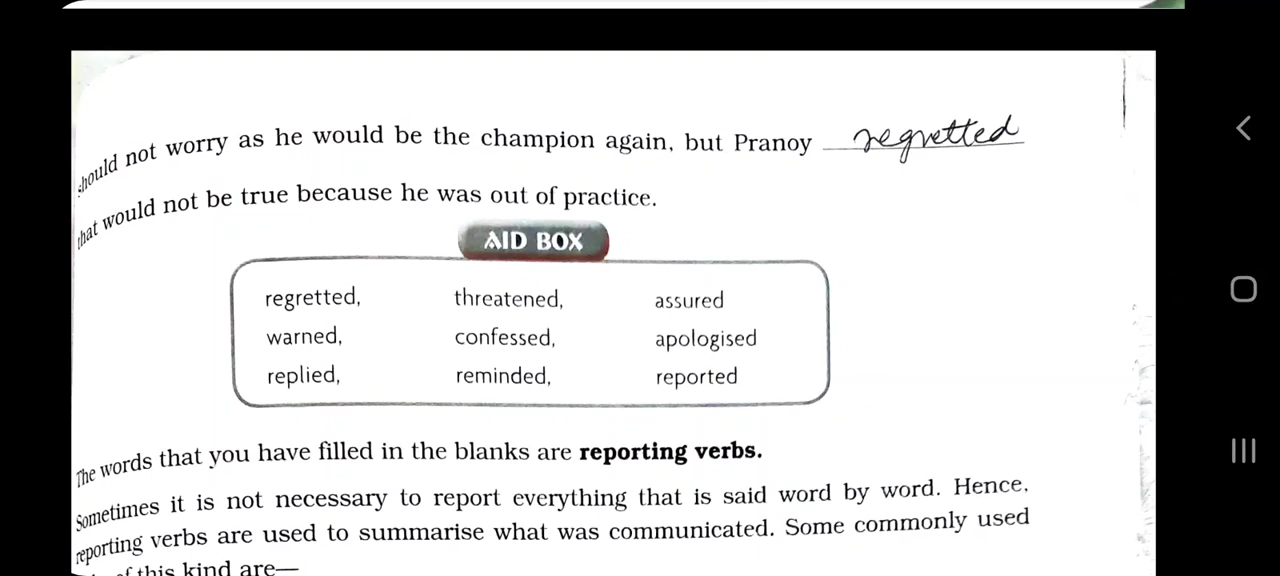 should not worry as he would be the champion again, but Pranoy regretted
that would not be true because he was out of practice.
AID BOX
regretted, threatened, assured
warned, confessed, apologised
replied, reminded, reported
The words that you have filled in the blanks are reporting verbs.
Sometimes it is not necessary to report everything that is said word by word. Hence,
reporting verbs are used to summarise what was communicated. Some commonly used
of this kind are—